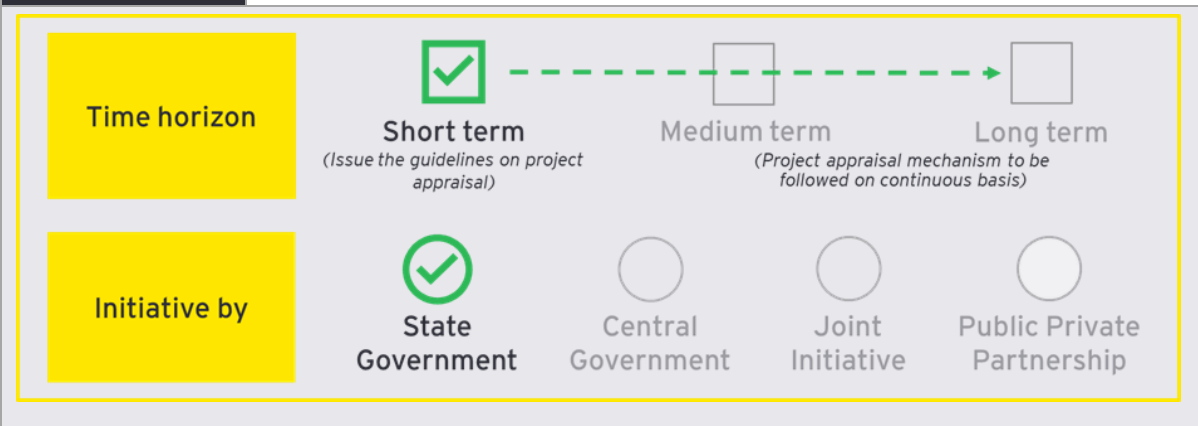 Time horizon
Short term
(Issue the guidelines on project
appraisal)
Medium term
Long term
(Project appraisal mechanism to be
followed on continuous basis)
Initiative by
State
Government
Central
Government
Joint
Initiative
Public Private
Partnership